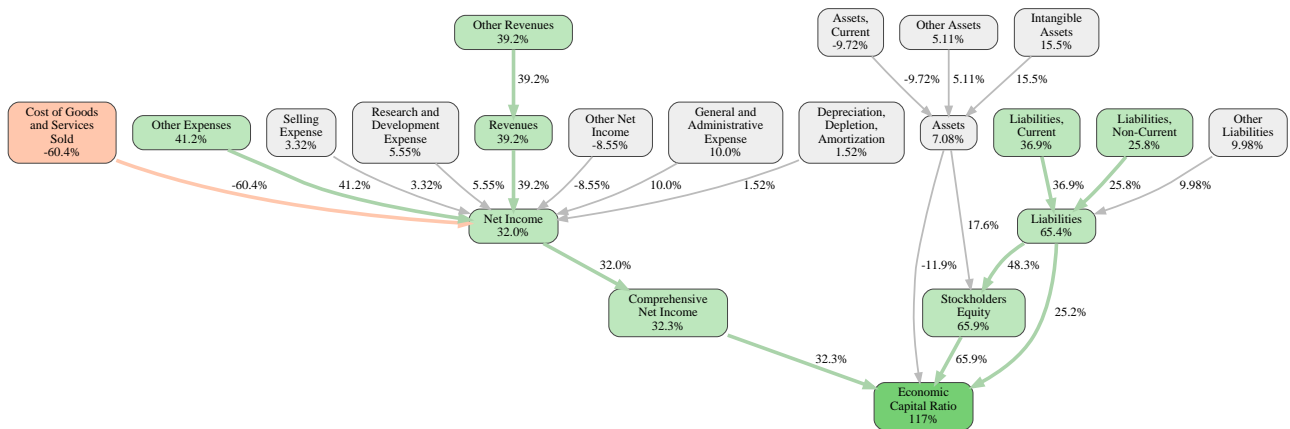 Other Revenues
39.2%
Assets,
Current
-9.72%
Other Assets
5.11%
Intangible
Assets
15.5%
39.2%
-9.72%
5.11%
15.5%
Cost of Goods
and Services
Sold
-60.4%
Other Expenses
41.2%
Selling
Expense
3.32%
Research and
Development
Expense
5.55%
Revenues
39.2%
Other Net
Income
-8.55%
General and
Administrative
Expense
10.0%
Depreciation,
Depletion,
Amortization
1.52%
Assets
7.08%
Liabilities,
Current
36.9%
Liabilities,
Non-Current
25.8%
Other
Liabilities
9.98%
-60.4%
41.2%
3.32%
5.55%
39.2%
-8.55%
10.0%
1.52%
36.9%
25.8%
9.98%
Net Income
32.0%
17.6%
Liabilities
65.4%
32.0%
-11.9%
48.3%
Comprehensive
Net Income
32.3%
Stockholders
Equity
65.9%
25.2%
32.3%
65.9%
Economic
Capital Ratio
117%